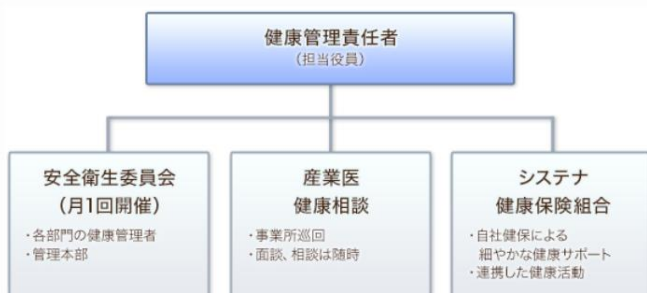 健康管理責任者
（担当役員）
安全衛生委員会
（月1回開催）
・各部門の健康管理者
・管理本部
産業医
健康相談
・事業所巡回
・面談、相談は随時
システナ
健康保険組合
・自社健保による
細やかな健康サポート
・連携した健康活動